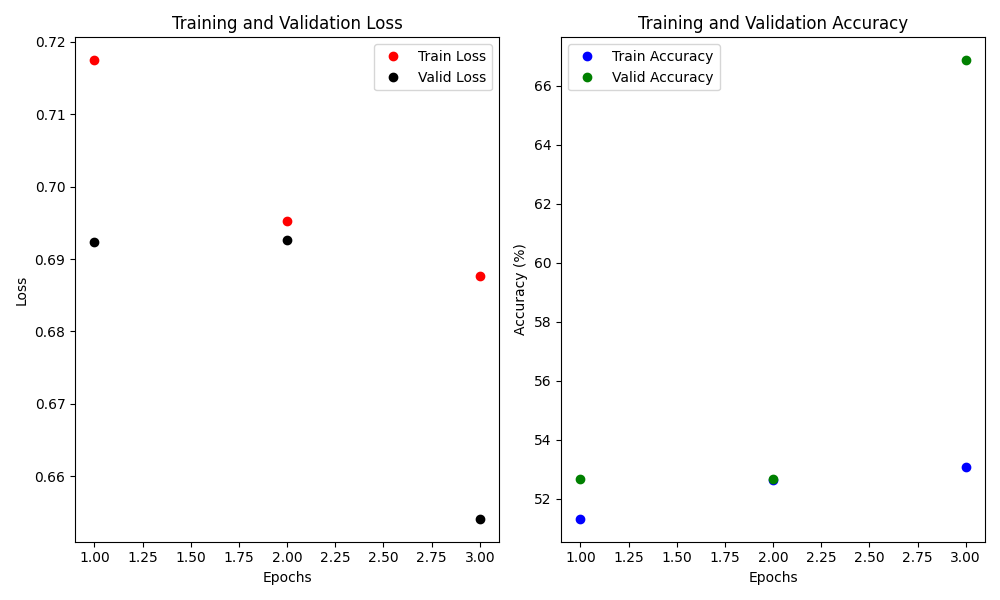 Training and Validation Loss
0.72
0.71
0.70
0.69
0.68
0.67
0.66
Loss
Train Loss
Valid Loss
1.00 1.25 1.50 1.75 2.00 2.25 2.50 2.75 3.00
Epochs
Training and Validation Accuracy
66
64
62
60
58
56
54
52
Accuracy (%)
Train Accuracy
Valid Accuracy
1.00 1.25 1.50 1.75 2.00 2.25 2.50 2.75 3.00
Epochs